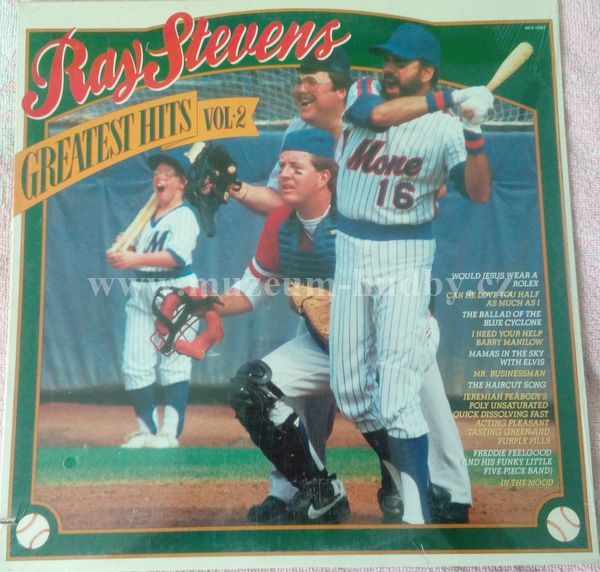 MCA-42062
Ray Stevens
GREATEST HITS VOL·2
Mone
16
M
www.muzeum-hudby.cz
WOULD JESUS WEAR A
ROLEX
CAN HE LOVE YOU HALF
AS MUCH AS I
THE BALLAD OF THE
BLUE CYCLONE
I NEED YOUR HELP
BARRY MANILOW
MAMA'S IN THE SKY
WITH ELVIS
MR. BUSINESSMAN
THE HAIRCUT SONG
JEREMIAH PEABODY'S
POLY UNSATURATED
QUICK DISSOLVING FAST
ACTING PLEASANT
TASTING GREEN AND
PURPLE PILLS
FREDDIE FEELGOOD
(AND HIS FUNKY LITTLE
FIVE-PIECE BAND)
IN THE MOOD